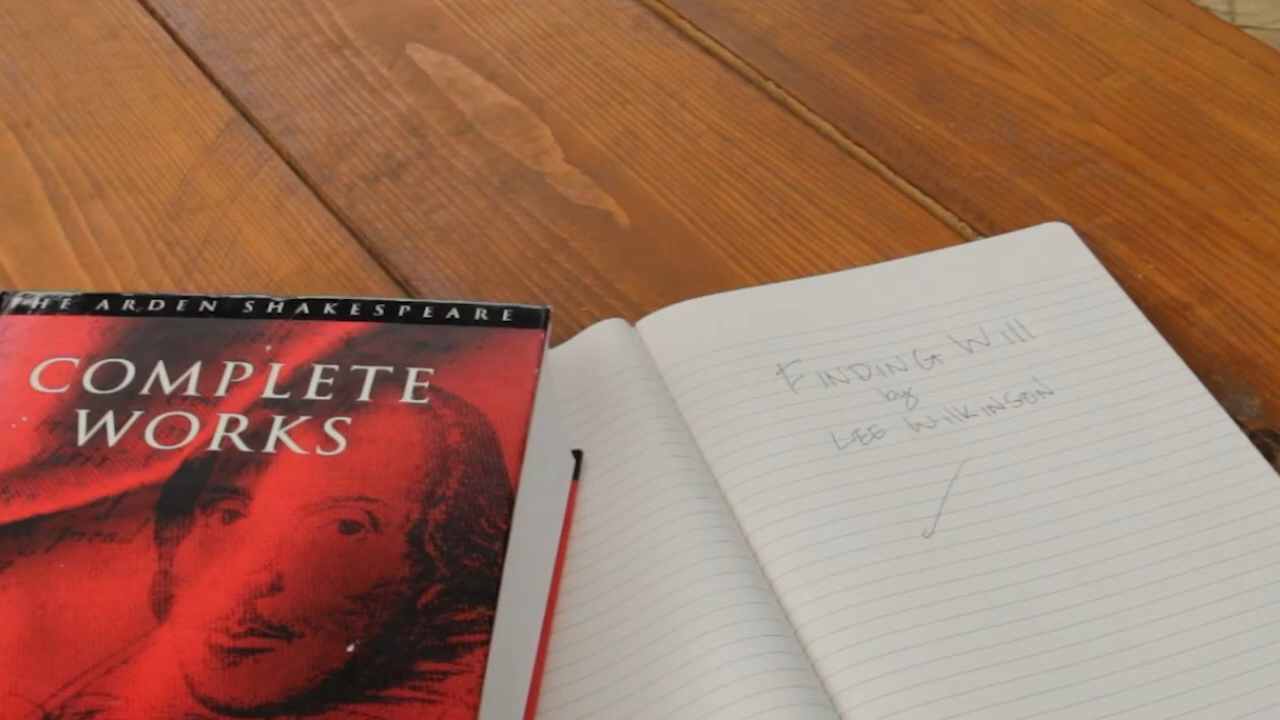 THE ARDEN SHAKESPEARE
COMPLETE
WORKS
FINDING Will
by
LEE WILKINSON